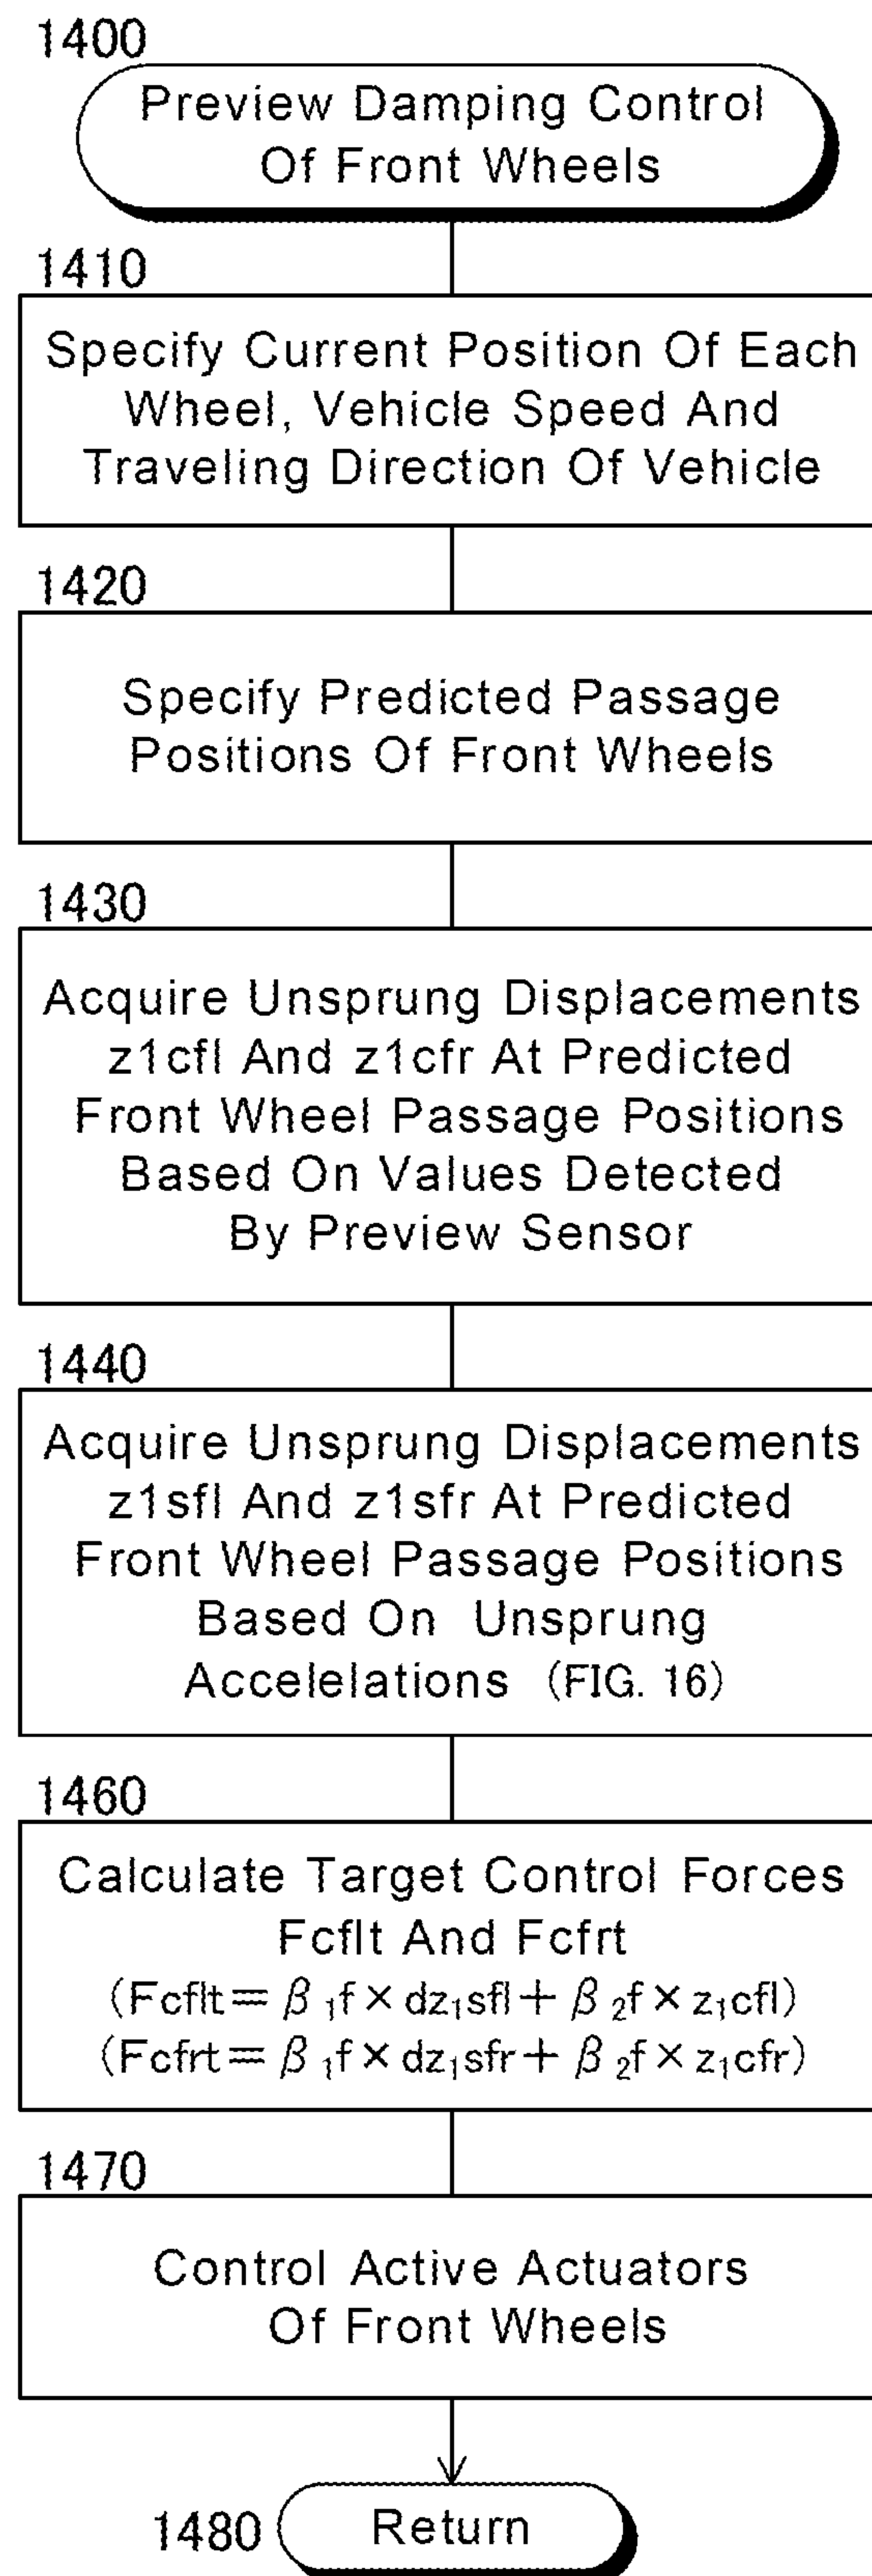 1400
Preview Damping Control
Of Front Wheels
1410
Specify Current Position Of Each
Wheel, Vehicle Speed And
Traveling Direction Of Vehicle
1420
Specify Predicted Passage
Positions Of Front Wheels
1430
Acquire Unsprung Displacements
z1cfl And z1cfr At Predicted
Front Wheel Passage Positions
Based On Values Detected
By Preview Sensor
1440
Acquire Unsprung Displacements
z1sfl And z1sfr At Predicted
Front Wheel Passage Positions
Based On Unsprung
Accelelations (FIG. 16)
1460
Calculate Target Control Forces
Fcflt And Fcfrt
(Fcflt=β₁f×dz₁sfl+β₂f×z₁cfl)
(Fcfrt=β₁f×dz₁sfr+β₂f×z₁cfr)
1470
Control Active Actuators
Of Front Wheels
1480 Return